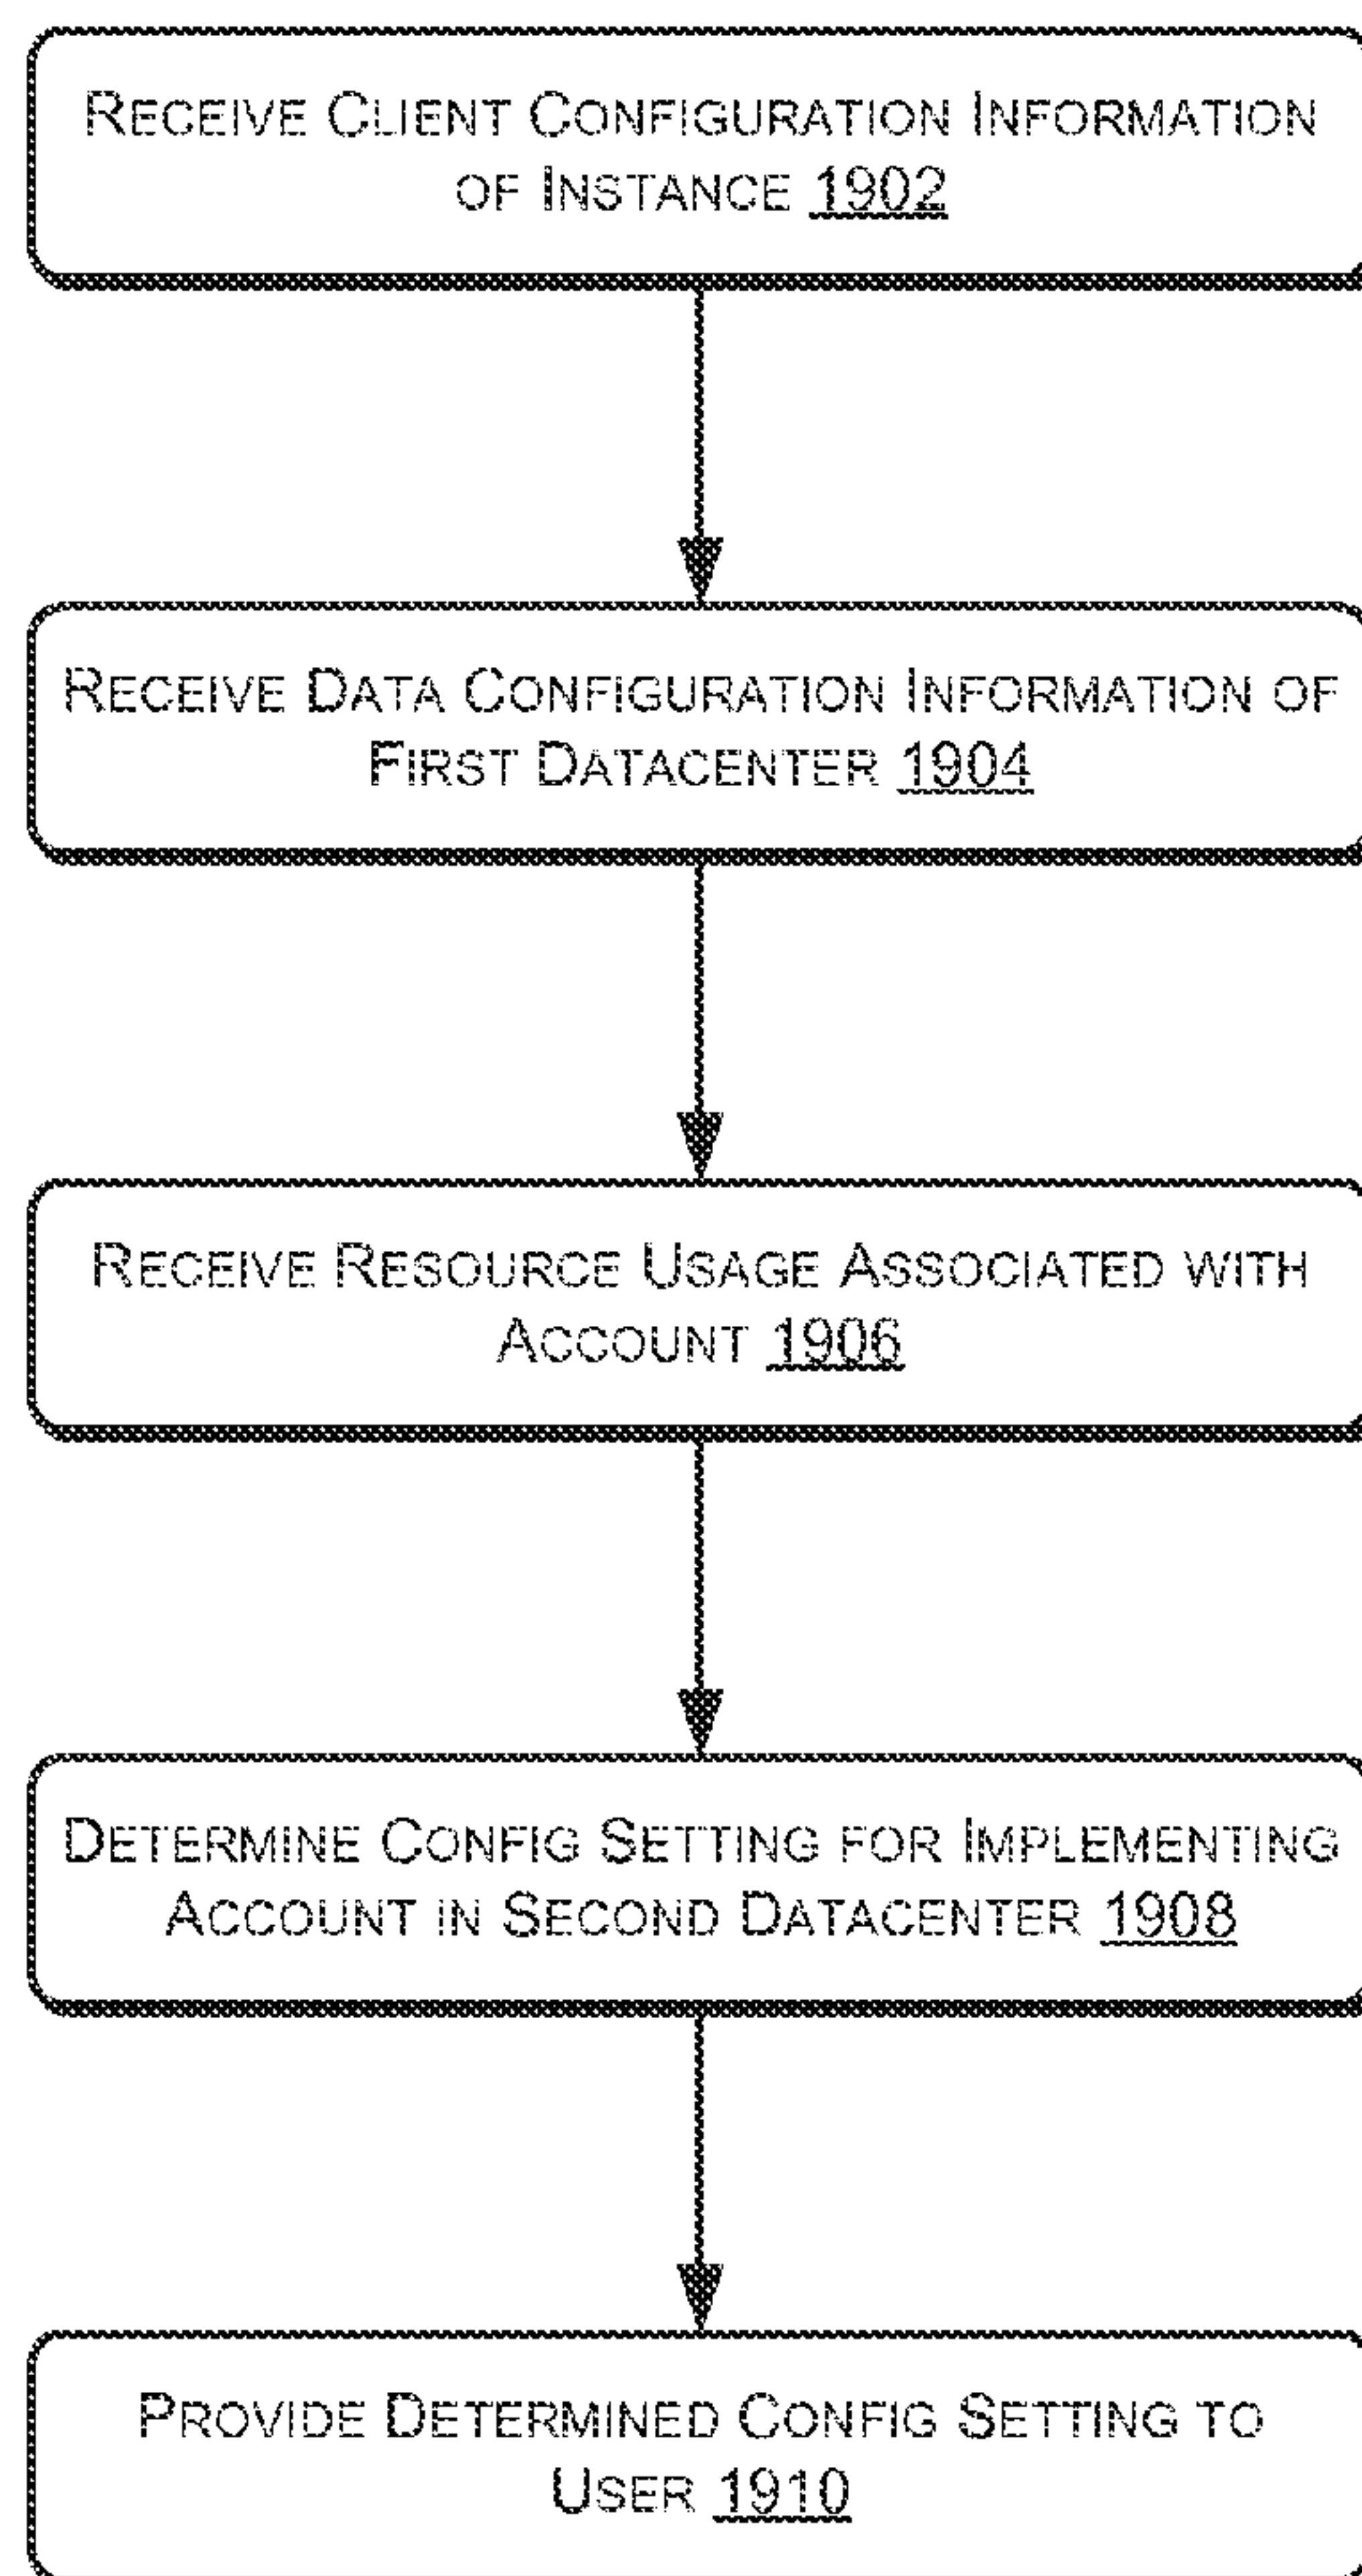 RECEIVE CLIENT CONFIGURATION INFORMATION
OF INSTANCE 1902
RECEIVE DATA CONFIGURATION INFORMATION OF
FIRST DATACENTER 1904
RECEIVE RESOURCE USAGE ASSOCIATED WITH
ACCOUNT 1906
DETERMINE CONFIG SETTING FOR IMPLEMENTING
ACCOUNT IN SECOND DATACENTER 1908
PROVIDE DETERMINED CONFIG SETTING TO
USER 1910